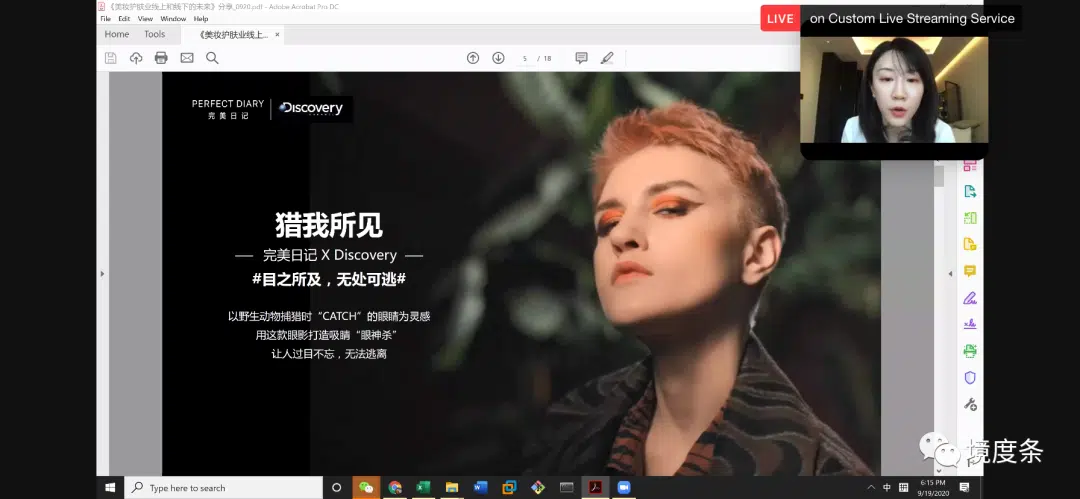 《美妆护肤业线上和线下的未来》分享_0920.pdf - Adobe Acrobat Pro DC
File Edit View Window Help
Home Tools 《美妆护肤业线上... ×
5 / 18
LIVE on Custom Live Streaming Service
PERFECT DIARY
完美日记
Discovery
猎我所见
完美日记 X Discovery
#目之所及，无处可逃#
以野生动物捕猎时“CATCH”的眼睛为灵感
用这款眼影打造吸睛“眼神杀”
让人过目不忘，无法逃离
境度条
Type here to search
中
6:15 PM
9/19/2020